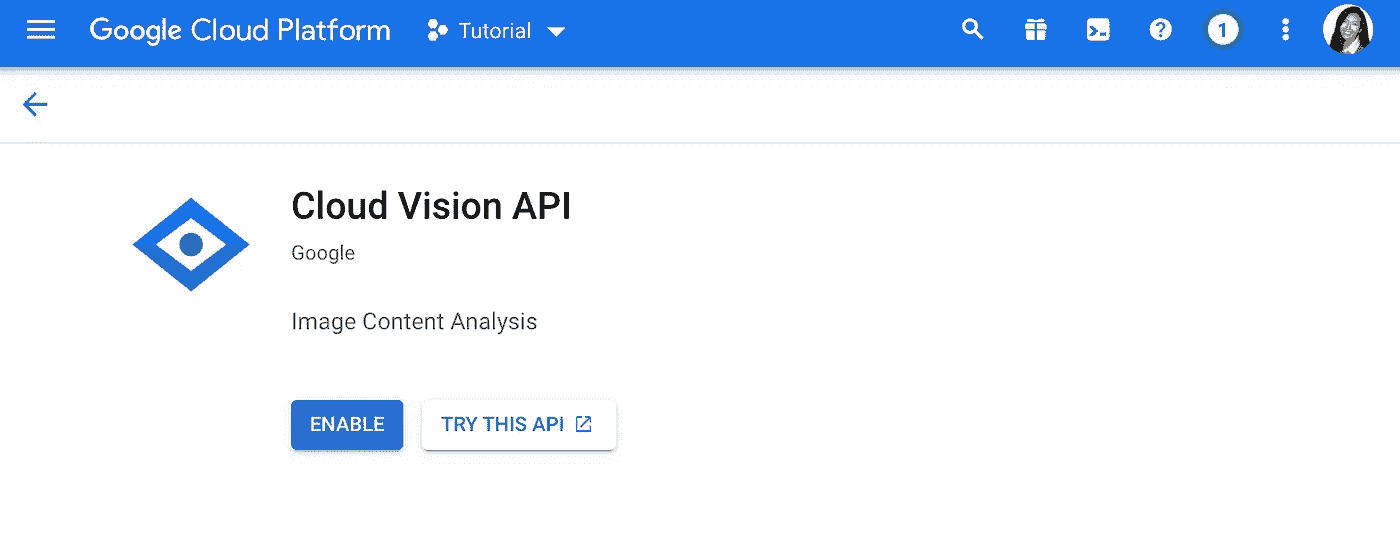 Google Cloud Platform Tutorial ? 1
Cloud Vision API
Google
Image Content Analysis
ENABLE TRY THIS API